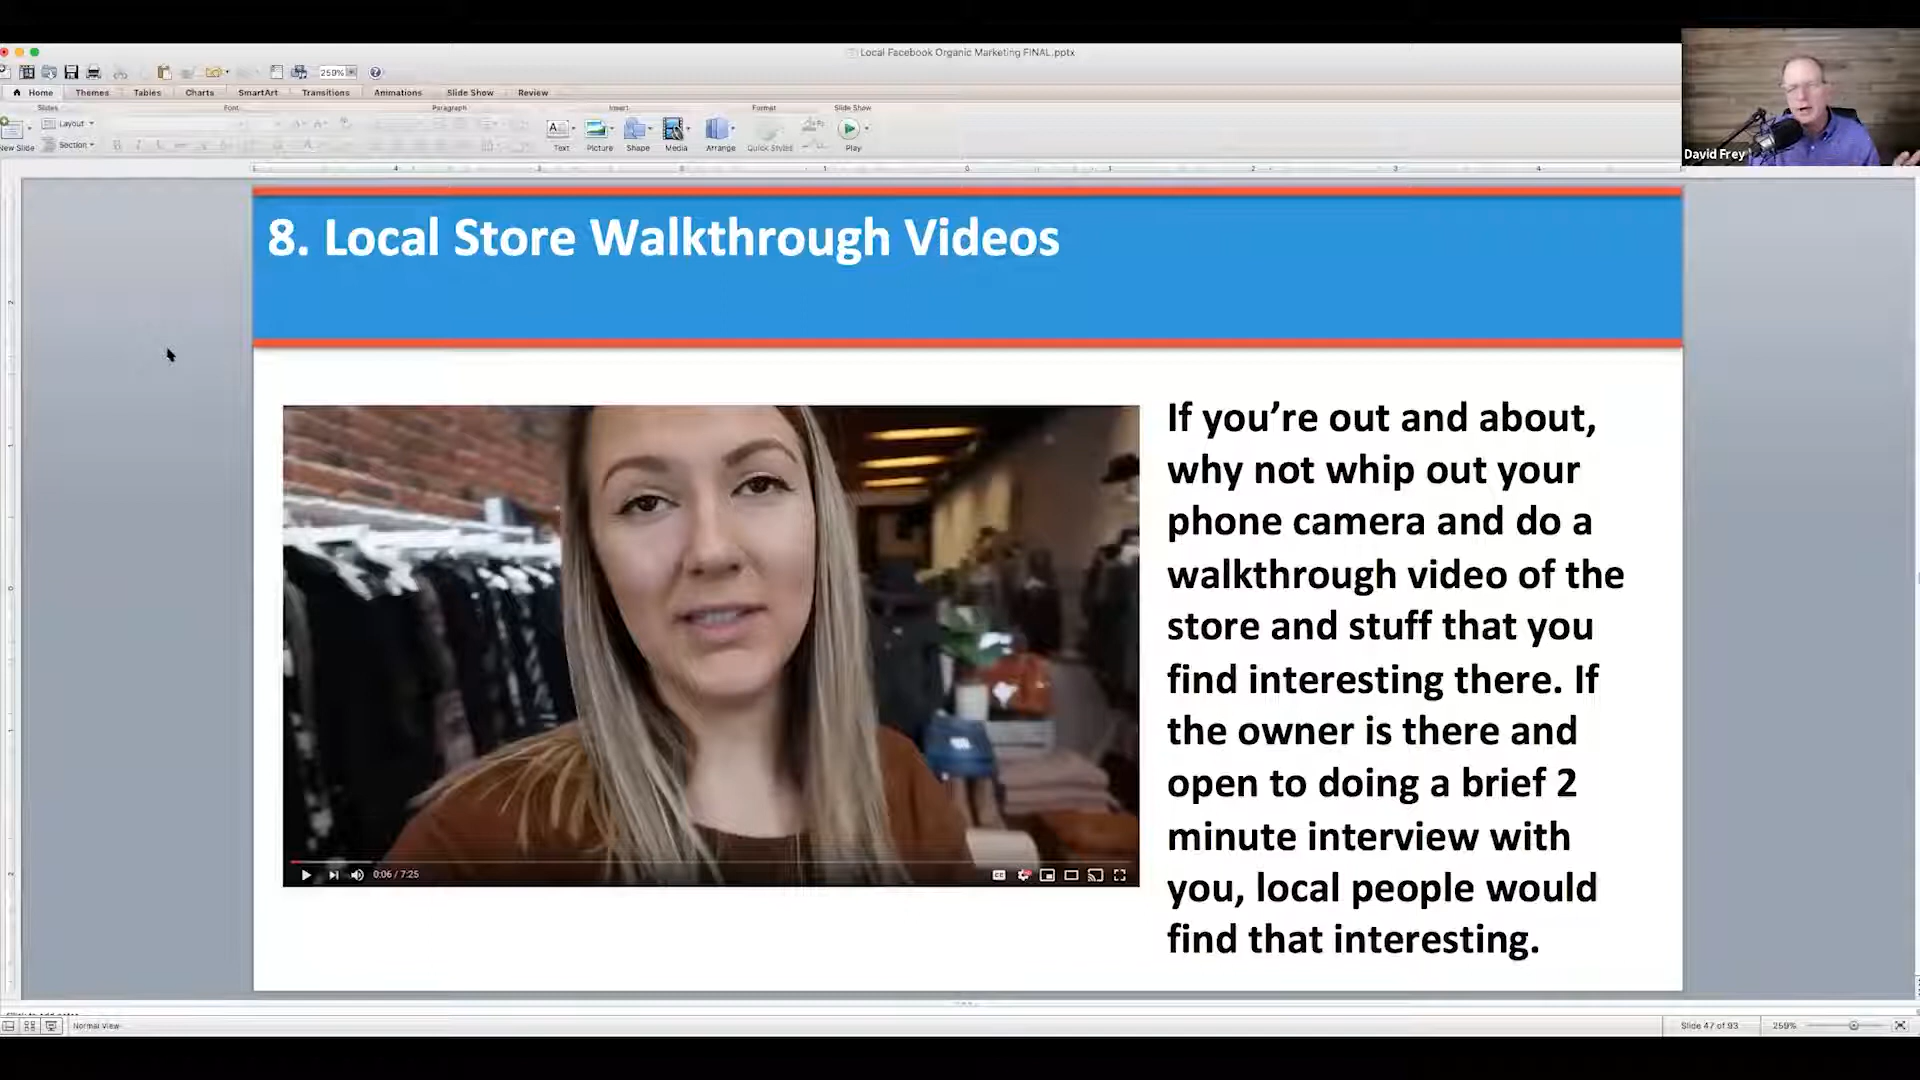 Local Facebook Organic Marketing FINAL.pptx
259%
Home Themes Tables Charts SmartArt Transitions Animations Slide Show Review
Slides Font Paragraph Insert Format Slide Show
Layout
New Slide Section Text Picture Shape Media Arrange Quick Styles Play
David Frey
8. Local Store Walkthrough Videos
If you’re out and about,
why not whip out your
phone camera and do a
walkthrough video of the
store and stuff that you
find interesting there. If
the owner is there and
open to doing a brief 2
minute interview with
you, local people would
find that interesting.
0:06 / 7:25
Normal View
Slide 47 of 93
259%